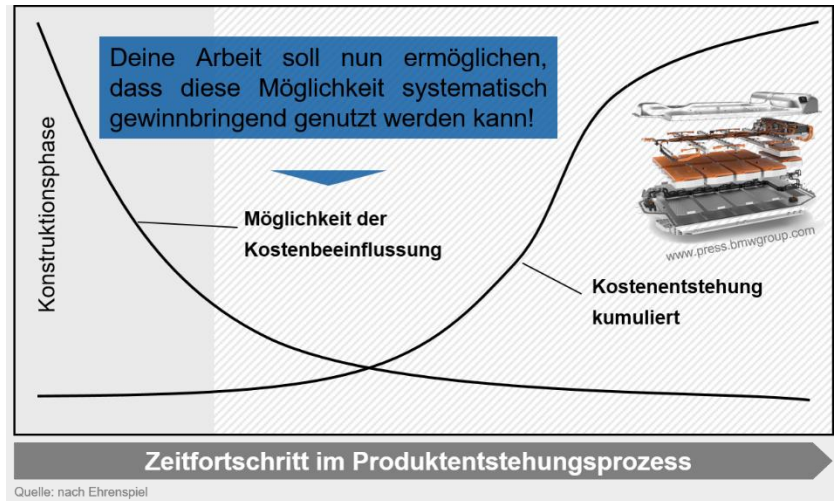 Deine Arbeit soll nun ermöglichen,
dass diese Möglichkeit systematisch
gewinnbringend genutzt werden kann!
Konstruktionsphase
Möglichkeit der
Kostenbeeinflussung
www.press.bmwgroup.com
Kostenentstehung
kumuliert
Zeitfortschritt im Produktentstehungsprozess
Quelle: nach Ehrenspiel